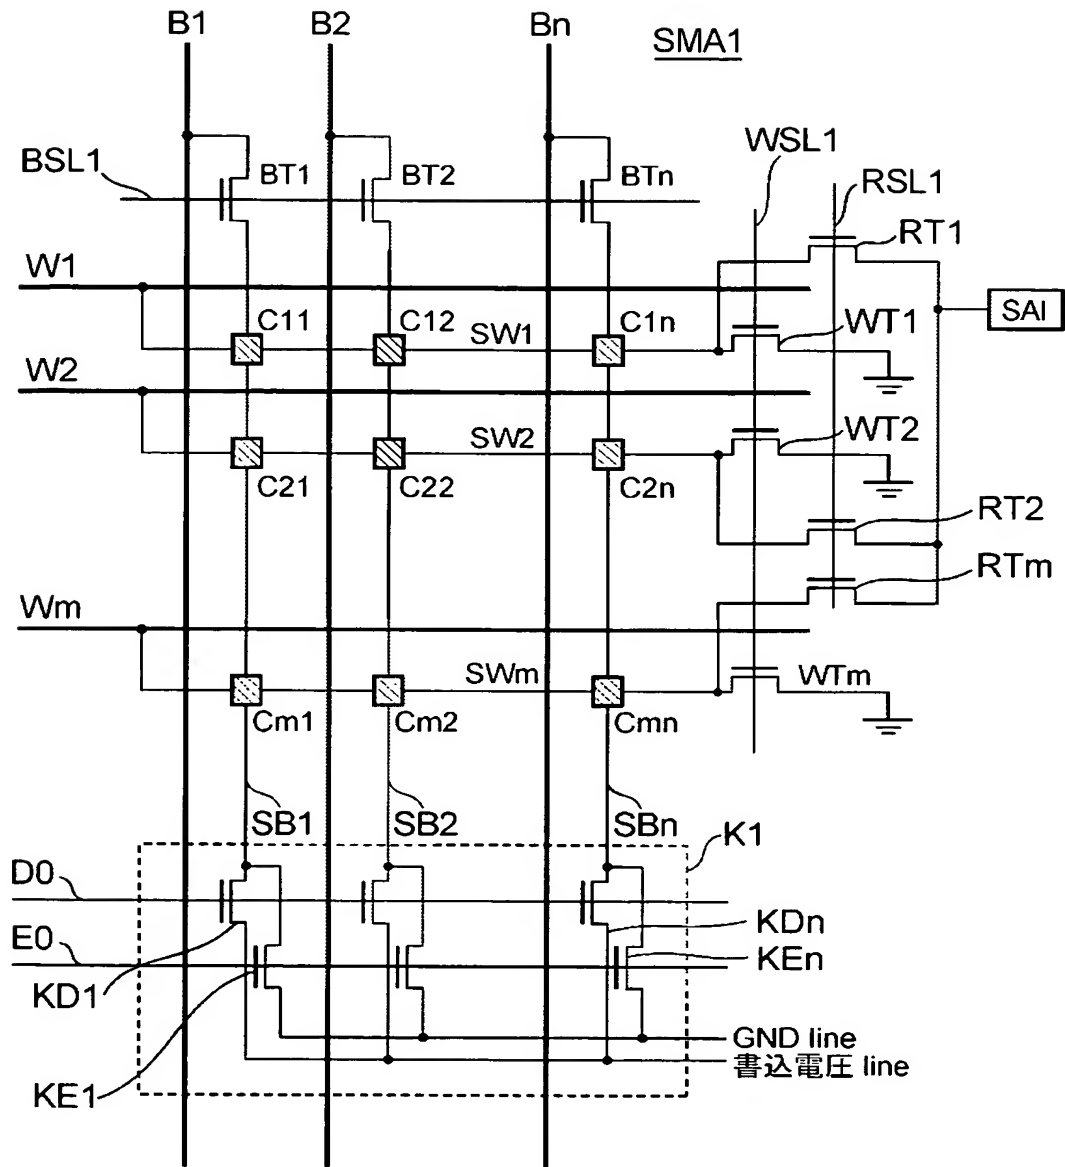 B1
B2
Bn
SMA1
BSL1
BT1
BT2
BTn
WSL1
RSL1
RT1
W1
C11
C12
SW1
C1n
WT1
SAI
W2
C21
C22
SW2
C2n
WT2
RT2
RTm
Wm
Cm1
Cm2
SWm
Cmn
WTm
SB1
SB2
SBn
K1
D0
E0
KD1
KDn
KEn
KE1
GND line
書込電圧 line